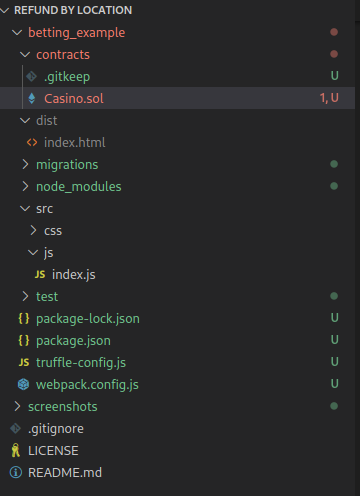 REFUND BY LOCATION
betting_example
contracts
.gitkeep U
Casino.sol 1, U
dist
index.html
migrations
node_modules
src
css
js
JS index.js
test
{ } package-lock.json U
{ } package.json U
JS truffle-config.js U
webpack.config.js U
screenshots
.gitignore
LICENSE
README.md